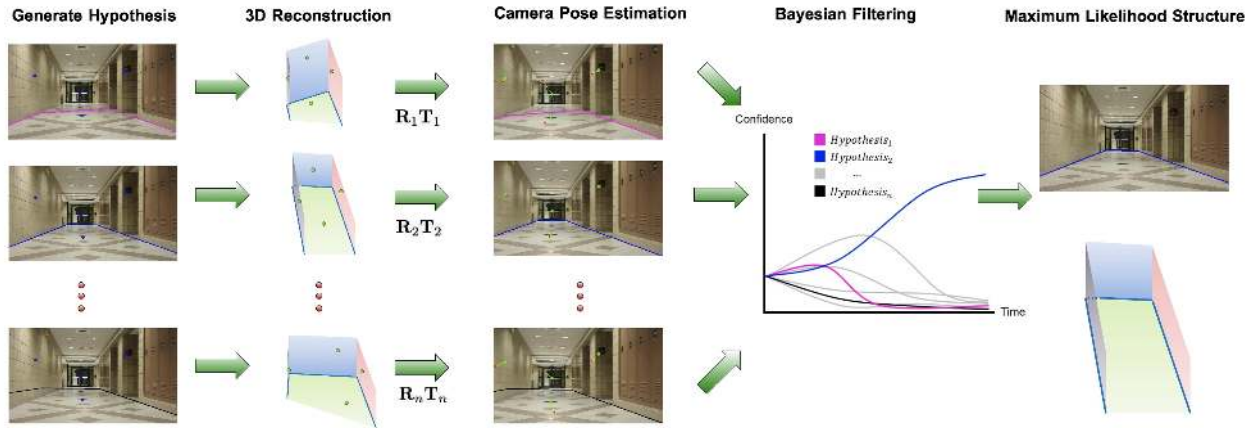 Generate Hypothesis
3D Reconstruction
Camera Pose Estimation
Bayesian Filtering
Maximum Likelihood Structure
R₁T₁
R₂T₂
RₙTₙ
Confidence
Hypothesis₁
Hypothesis₂
...
Hypothesisₙ
Time